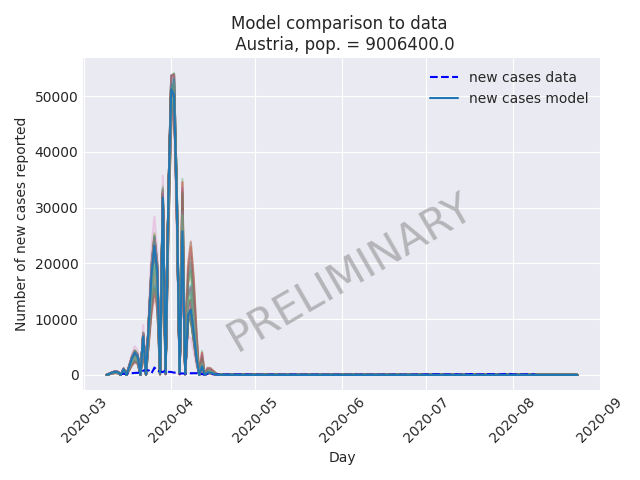 Model comparison to data
Austria, pop. = 9006400.0
new cases data
new cases model
Number of new cases reported
50000
40000
30000
20000
10000
0
PRELIMINARY
2020-03
2020-04
2020-05
2020-06
2020-07
2020-08
2020-09
Day